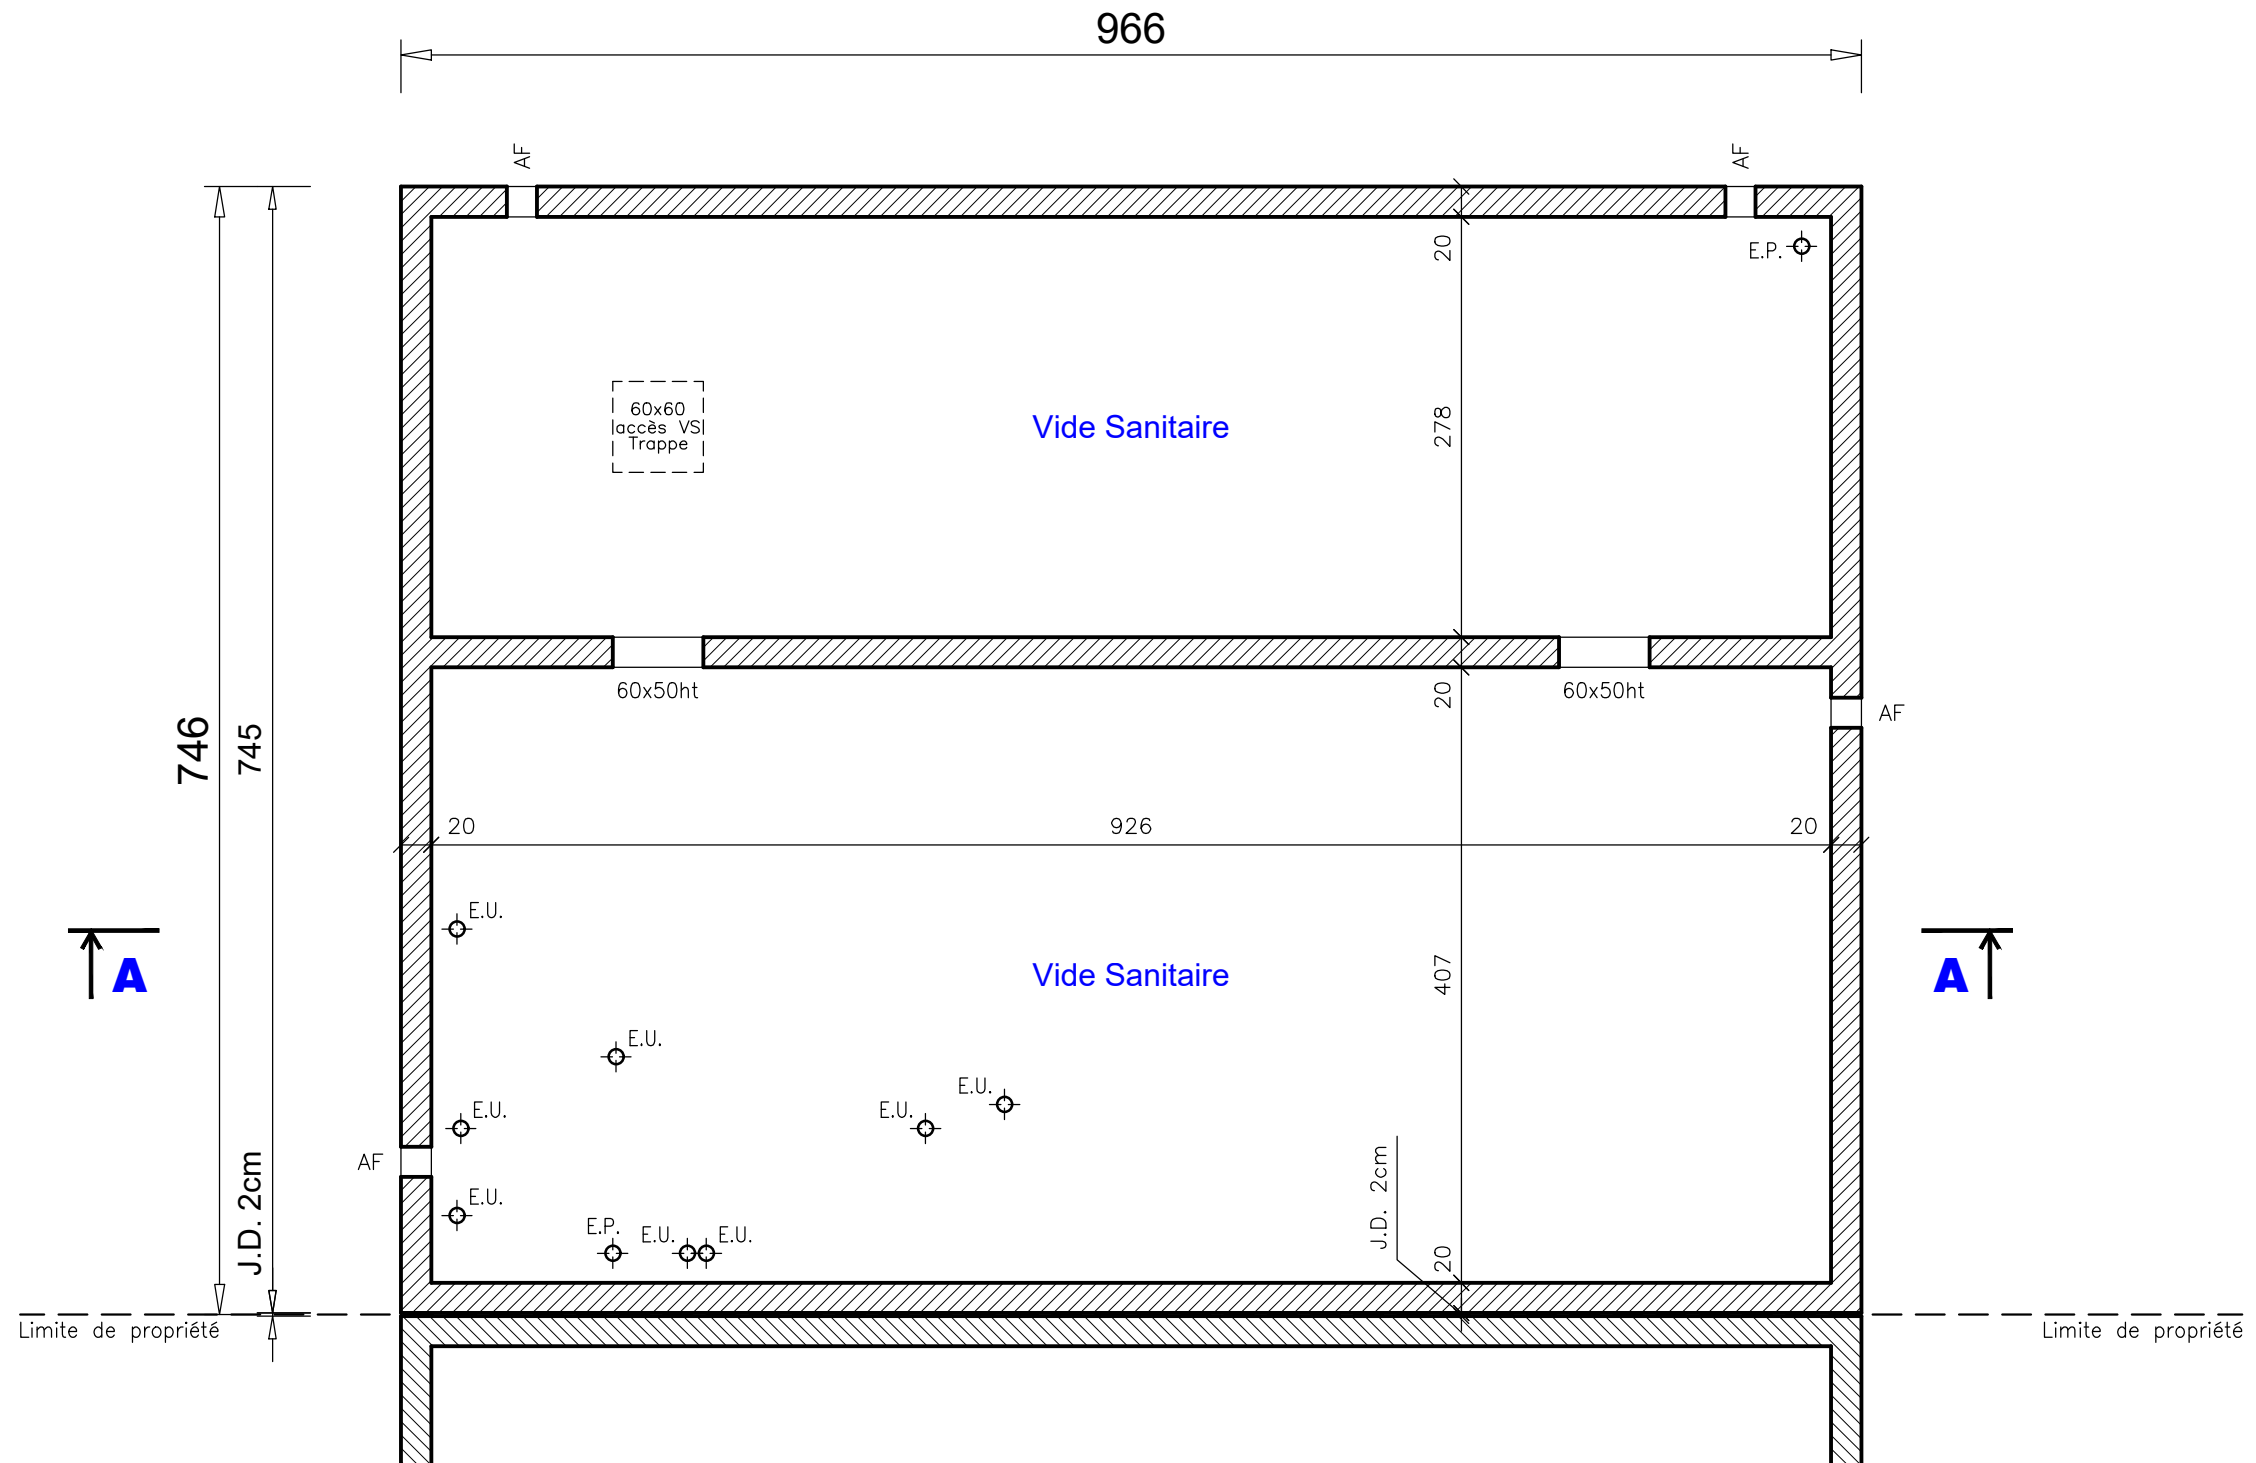 966
AF
AF
20
E.P.
60x60
accès VS
Trappe
Vide Sanitaire
278
60x50ht
20
60x50ht
AF
746
745
20
926
20
E.U.
A
Vide Sanitaire
407
A
E.U.
E.U.
E.U.
E.U.
AF
J.D. 2cm
J.D. 2cm
E.U.
E.P.
E.U.
E.U.
20
Limite de propriété
Limite de propriété